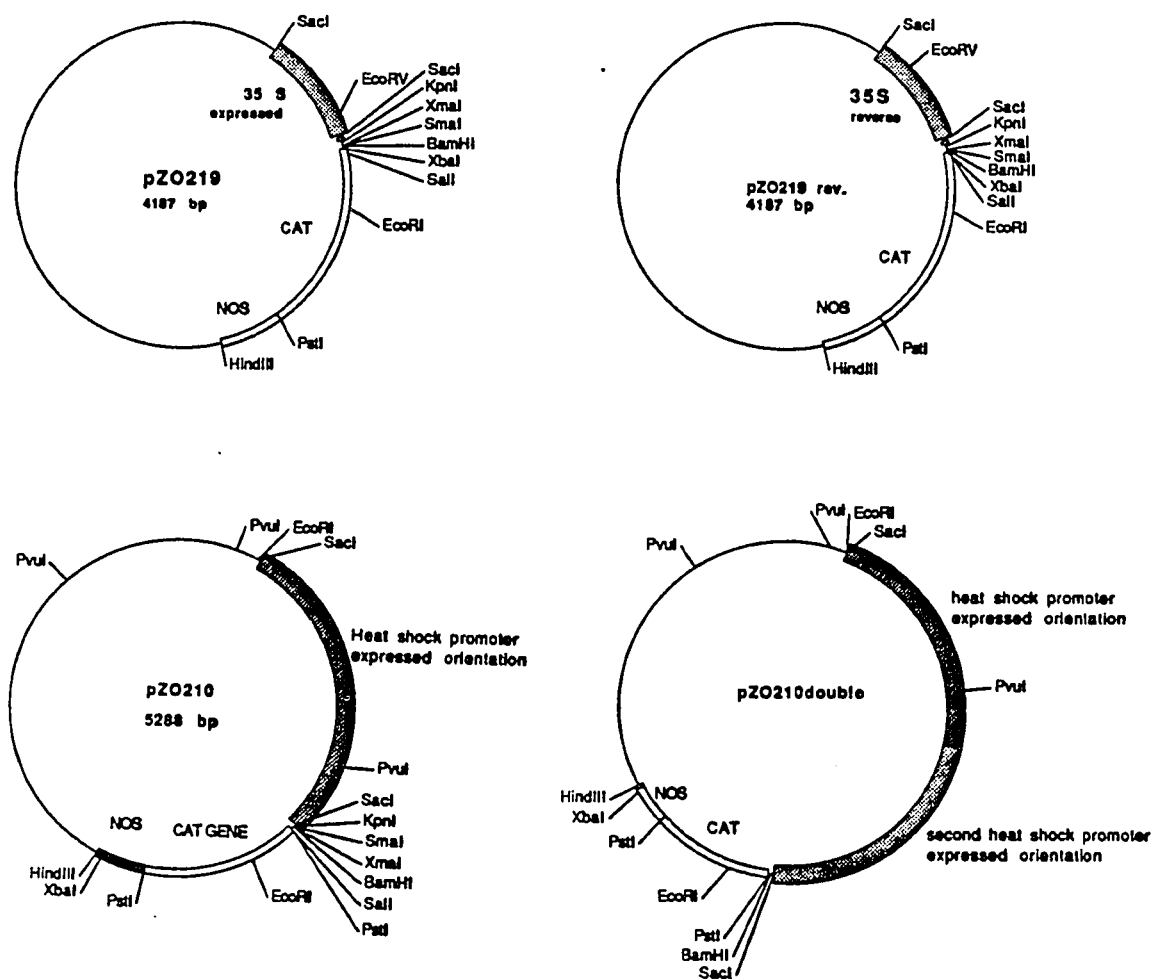 SacI
EcoRV
35 S
expressed
SacI
KpnI
XmaI
SmaI
BamHI
XbaI
SalI
pZO219
4187 bp
CAT
EcoRI
NOS
PstI
HindIII
SacI
EcoRV
35S
reverse
SacI
KpnI
XmaI
SmaI
BamHI
XbaI
SalI
pZO219 rev.
4187 bp
EcoRI
CAT
NOS
PstI
HindIII
PvuI
PvuI
EcoRI
SacI
Heat shock promoter
expressed orientation
pZO210
5288 bp
PvuI
SacI
KpnI
SmaI
XmaI
BamHI
SalI
PstI
NOS
CAT GENE
HindIII
XbaI
PstI
EcoRI
PvuI
PvuI
EcoRI
SacI
heat shock promoter
expressed orientation
pZO210double
PvuI
HindIII
XbaI
NOS
PstI
CAT
second heat shock promoter
expressed orientation
EcoRI
PstI
BamHI
SacI